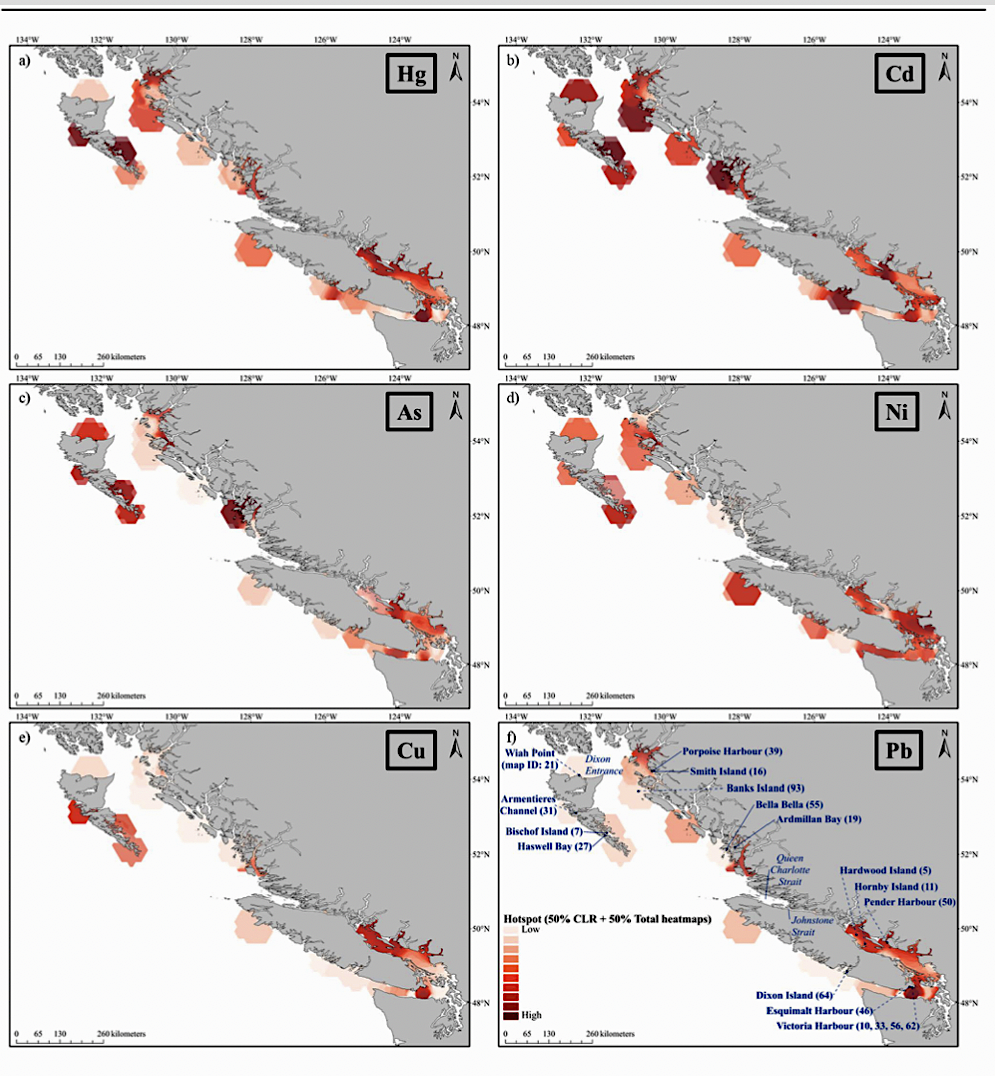 134°W 132°W 130°W 128°W 126°W 124°W
a)
Hg
N
54°N
52°N
50°N
48°N
0 65 130 260 kilometers
134°W 132°W 130°W 128°W 126°W 124°W
b)
Cd
N
54°N
52°N
50°N
48°N
0 65 130 260 kilometers
134°W 132°W 130°W 128°W 126°W 124°W
c)
As
N
54°N
52°N
50°N
48°N
0 65 130 260 kilometers
134°W 132°W 130°W 128°W 126°W 124°W
d)
Ni
N
54°N
52°N
50°N
48°N
0 65 130 260 kilometers
134°W 132°W 130°W 128°W 126°W 124°W
e)
Cu
N
54°N
52°N
50°N
48°N
0 65 130 260 kilometers
134°W 132°W 130°W 128°W 126°W 124°W
f)
Pb
N
Wiah Point
(map ID: 21)
Dixon
Entrance
Porpoise Harbour (39)
Smith Island (16)
Banks Island (93)
Armentieres
Channel (31)
Bella Bella (55)
Ardmillan Bay (19)
Bischof Island (7)
Haswell Bay (27)
Queen
Charlotte
Strait
Hardwood Island (5)
Hornby Island (11)
Pender Harbour (50)
Hotspot (50% CLR + 50% Total heatmaps)
Low
High
Johnstone
Strait
Dixon Island (64)
Esquimalt Harbour (46)
Victoria Harbour (10, 33, 56, 62)
54°N
52°N
50°N
48°N
0 65 130 260 kilometers